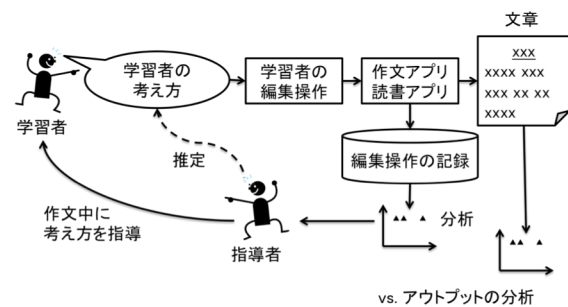 文章
学習者の
考え方
学習者の
編集操作
作文アプリ
読書アプリ
xxx
xxxx xxx
xxx xx xx
xxxx
学習者
推定
編集操作の記録
作文中に
考え方を指導
指導者
分析
vs. アウトプットの分析